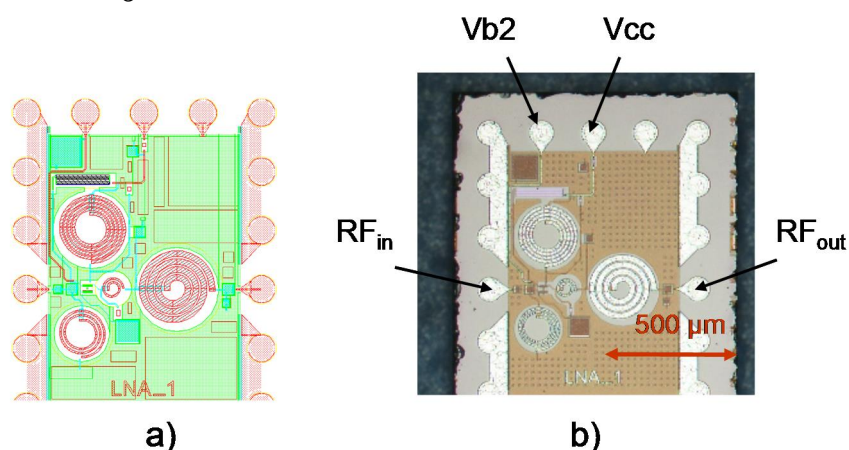 Vb2
Vcc
RFin
RFout
500 µm
LNA_1
LNA_1
a)
b)